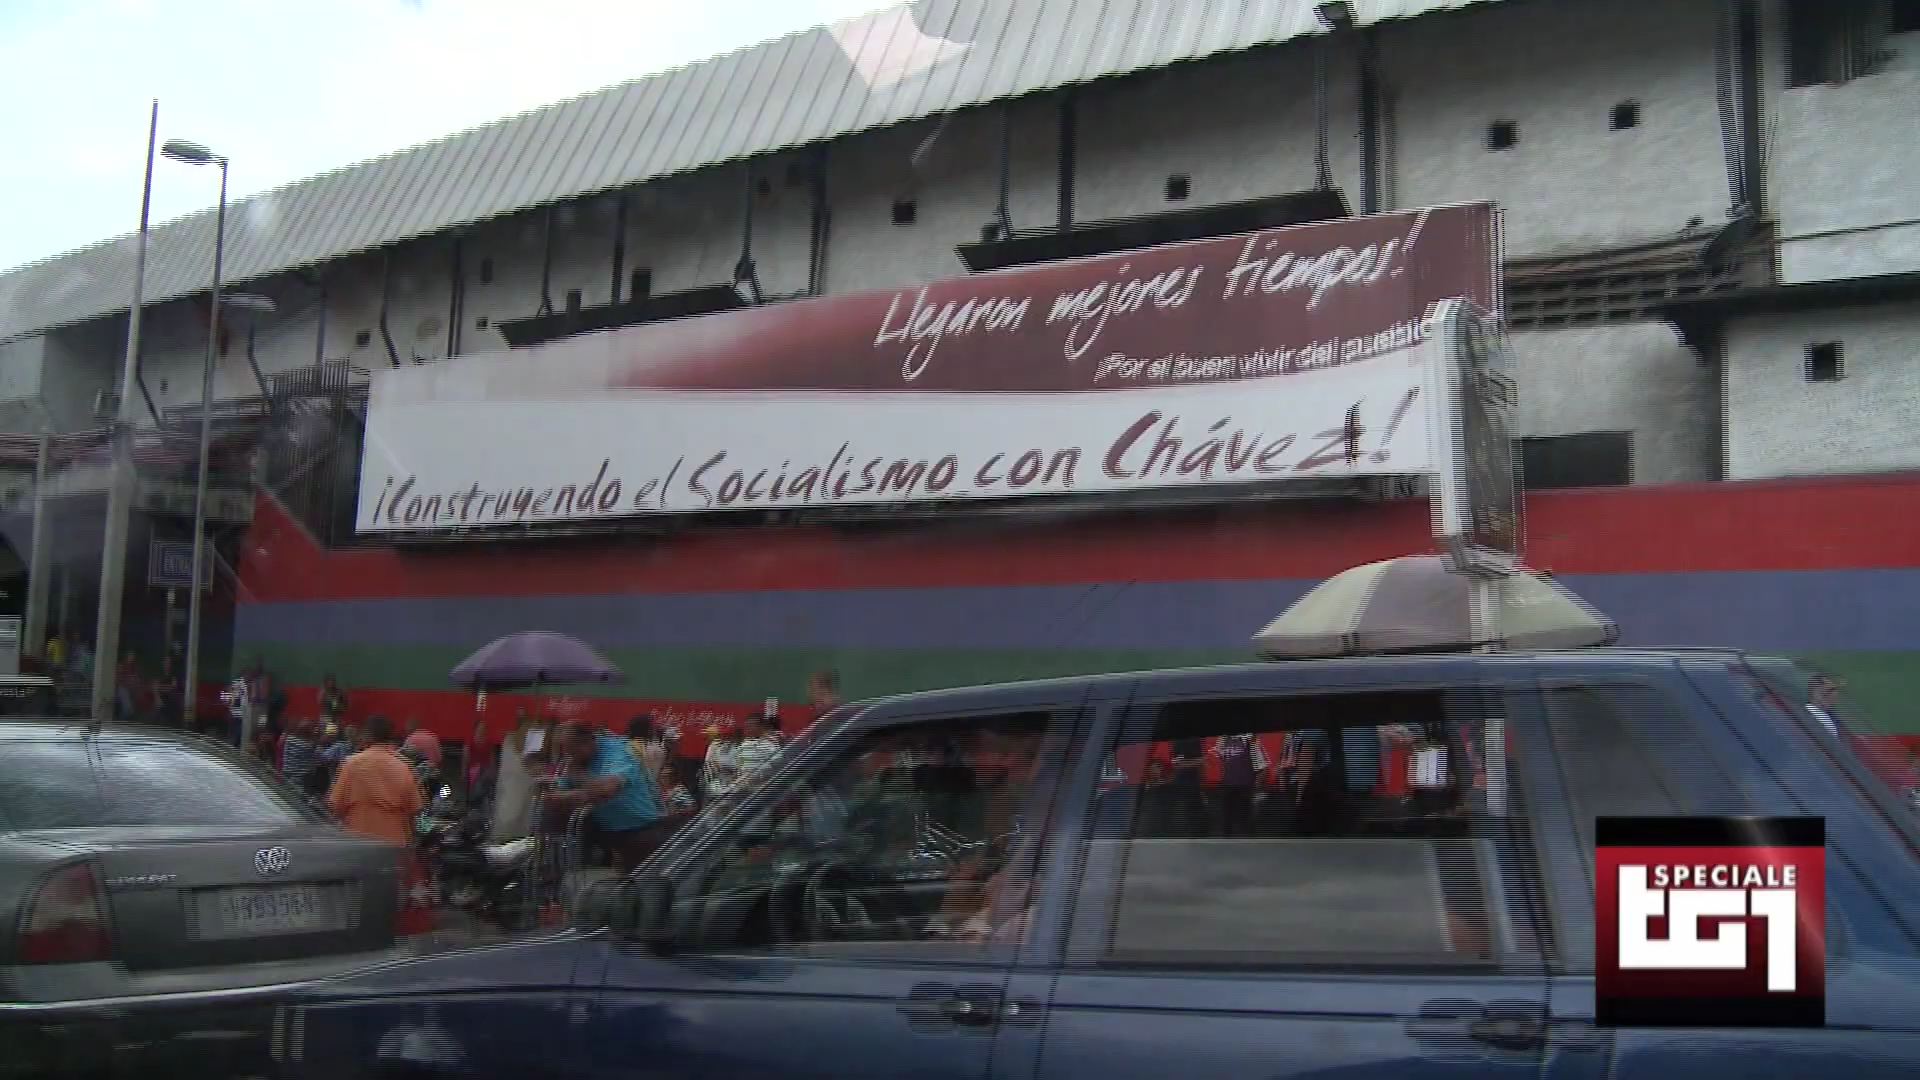 Llegaron mejores tiempos!
¡Por el buen vivir del pueblo
¡Construyendo el Socialismo con Chávez!
SPECIALE
TG1